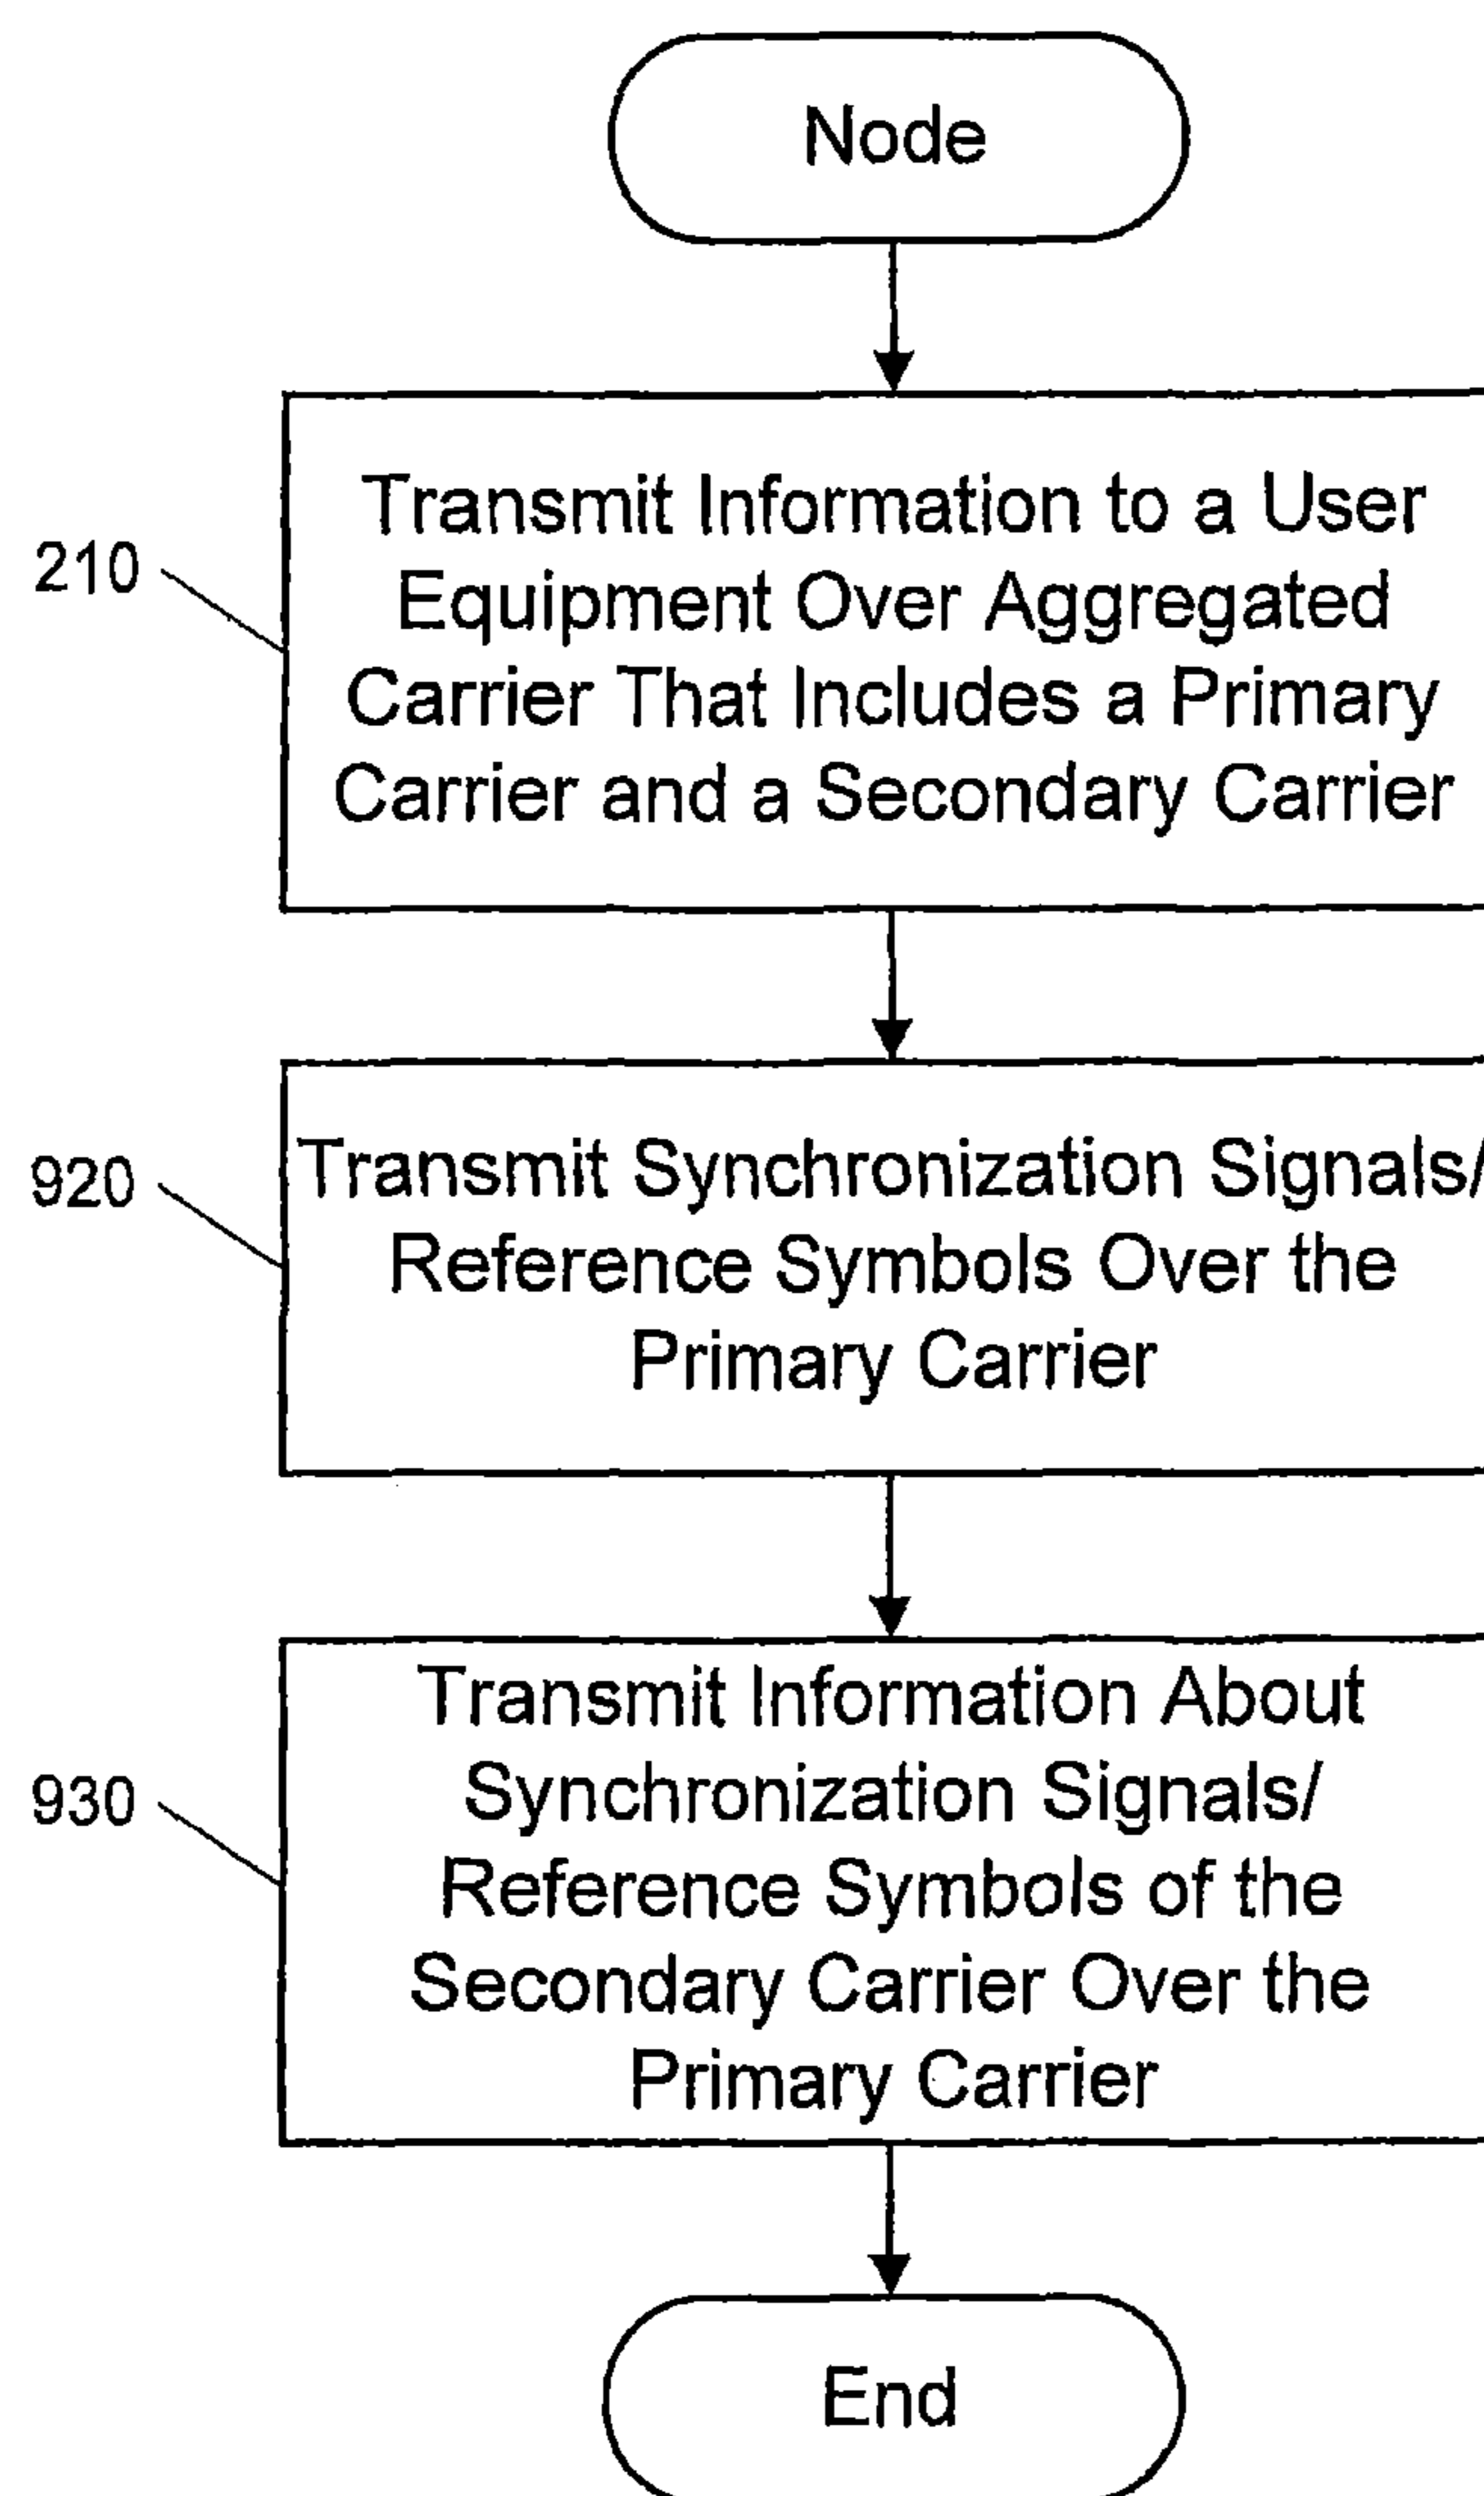 Node
210
Transmit Information to a User
Equipment Over Aggregated
Carrier That Includes a Primary
Carrier and a Secondary Carrier
920
Transmit Synchronization Signals/
Reference Symbols Over the
Primary Carrier
930
Transmit Information About
Synchronization Signals/
Reference Symbols of the
Secondary Carrier Over the
Primary Carrier
End